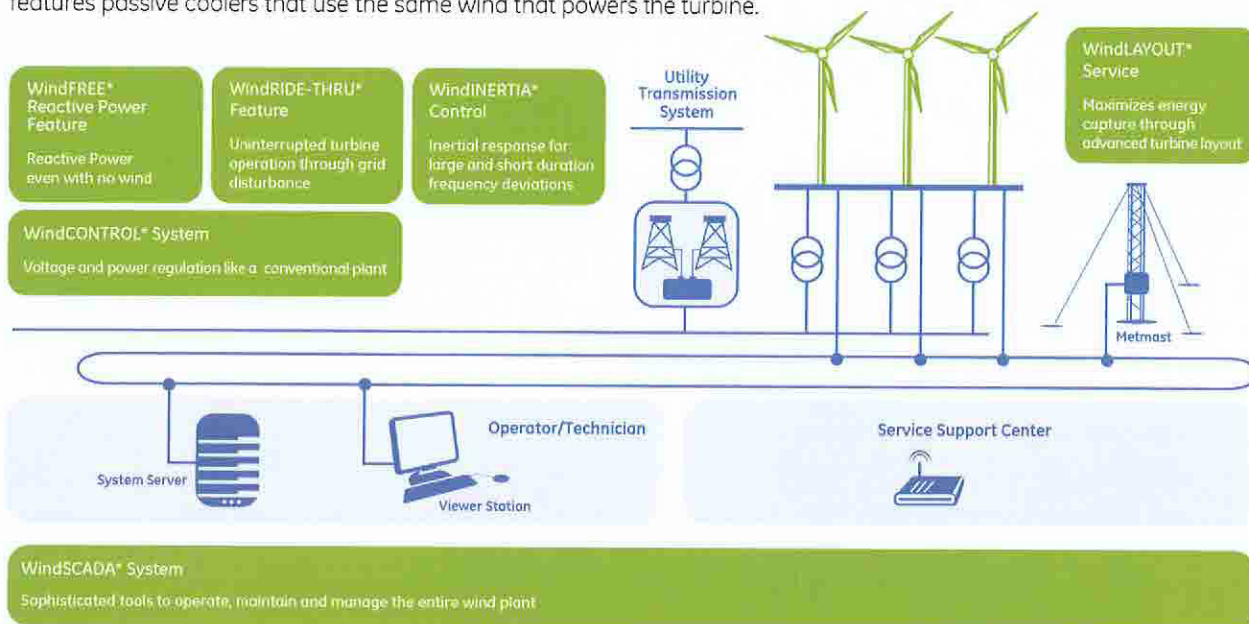 features passive coolers that use the same wind that powers the turbine.
WindFREE*
Reactive Power
Feature
Reactive Power
even with no wind
WindRIDE-THRU*
Feature
Uninterrupted turbine
operation through grid
disturbance
WindINERTIA*
Control
Inertial response for
large and short duration
frequency deviations
Utility
Transmission
System
WindLAYOUT*
Service
Maximizes energy
capture through
advanced turbine layout
WindCONTROL* System
Voltage and power regulation like a conventional plant
Metmast
System Server
Operator/Technician
Viewer Station
Service Support Center
WindSCADA* System
Sophisticated tools to operate, maintain and manage the entire wind plant